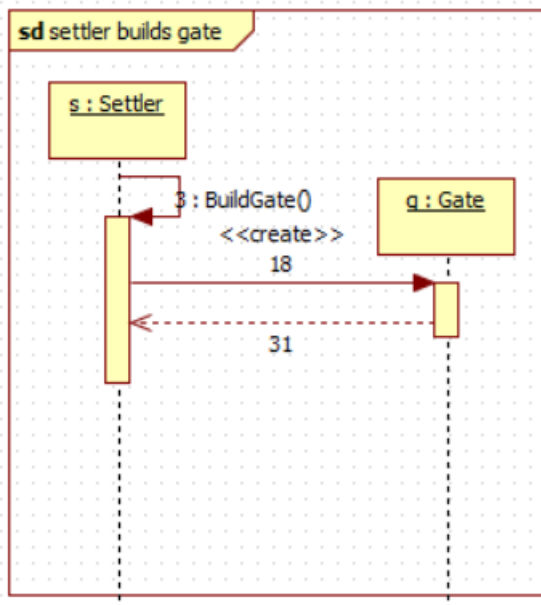 sd settler builds gate
s : Settler
3 : BuildGate()
g : Gate
<<create>>
18
31